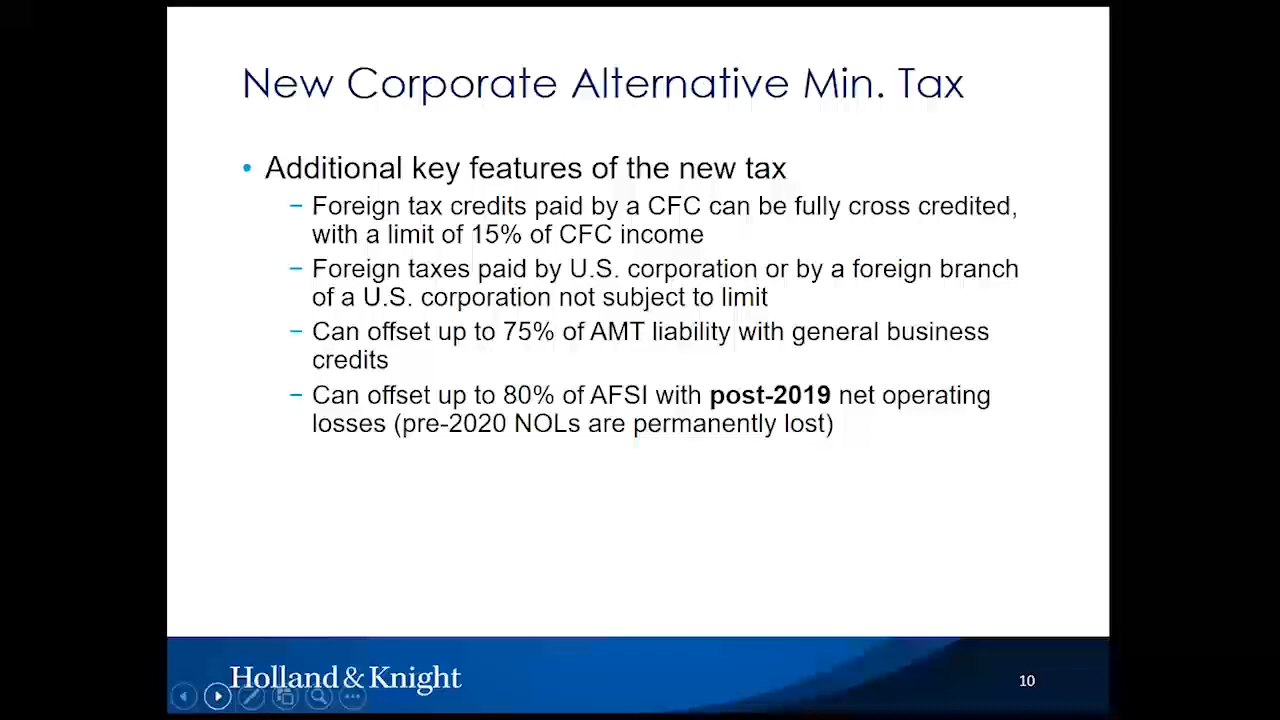 New Corporate Alternative Min. Tax
• Additional key features of the new tax
− Foreign tax credits paid by a CFC can be fully cross credited,
with a limit of 15% of CFC income
− Foreign taxes paid by U.S. corporation or by a foreign branch
of a U.S. corporation not subject to limit
− Can offset up to 75% of AMT liability with general business
credits
− Can offset up to 80% of AFSI with post-2019 net operating
losses (pre-2020 NOLs are permanently lost)
Holland & Knight
10